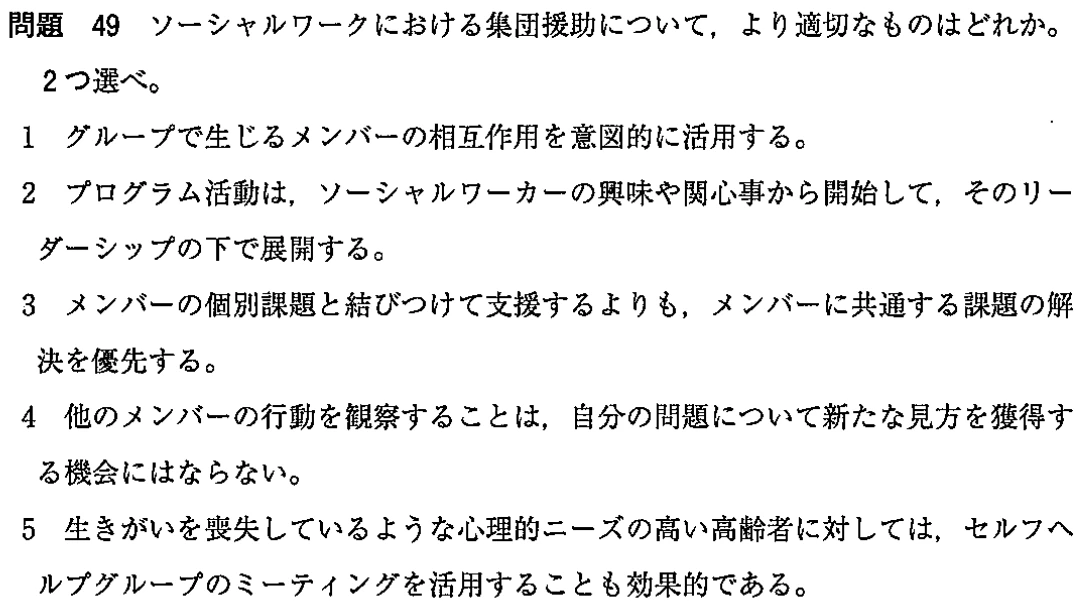 問題　49　ソーシャルワークにおける集団援助について，より適切なものはどれか。
2つ選べ。
1　グループで生じるメンバーの相互作用を意図的に活用する。
2　プログラム活動は，ソーシャルワーカーの興味や関心事から開始して，そのリー
ダーシップの下で展開する。
3　メンバーの個別課題と結びつけて支援するよりも，メンバーに共通する課題の解
決を優先する。
4　他のメンバーの行動を観察することは，自分の問題について新たな見方を獲得す
る機会にはならない。
5　生きがいを喪失しているような心理的ニーズの高い高齢者に対しては，セルフヘ
ルプグループのミーティングを活用することも効果的である。